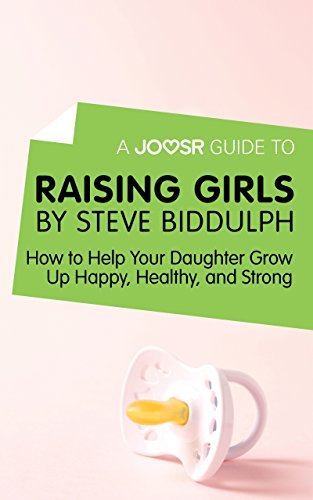 A JOOSR GUIDE TO
RAISING GIRLS
BY STEVE BIDDULPH
How to Help Your Daughter Grow
Up Happy, Healthy, and Strong